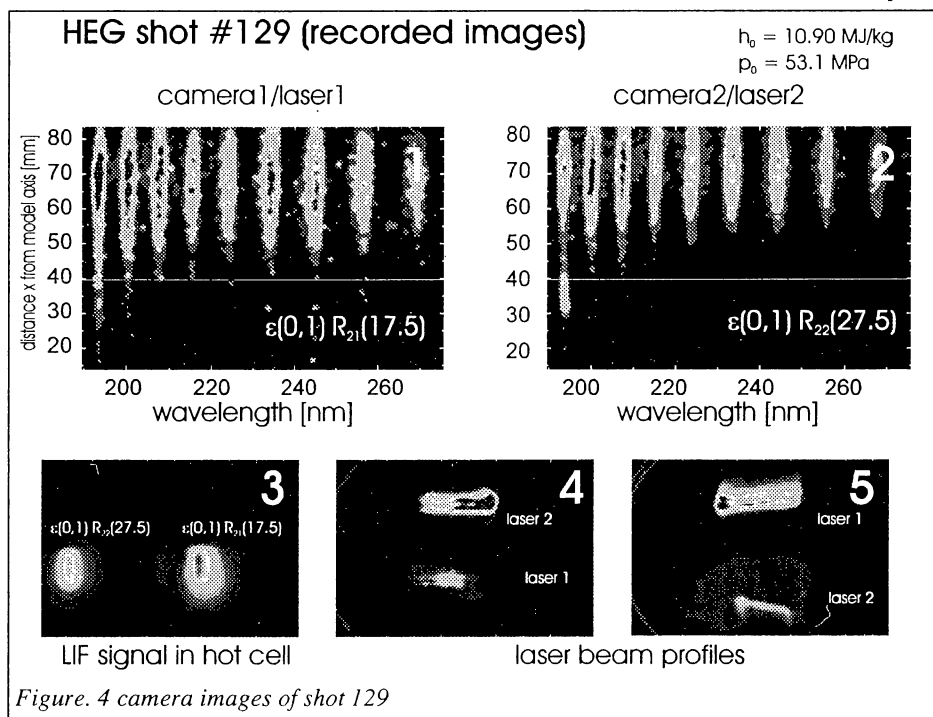 HEG shot #129 (recorded images)
h₀ = 10.90 MJ/kg
p₀ = 53.1 MPa
camera1/laser1
camera2/laser2
distance x from model axis [mm]
80
70
60
50
40
30
20
1
ε(0,1) R₂₁(17.5)
200 220 240 260
wavelength [nm]
80
70
60
50
40
30
20
2
ε(0,1) R₂₂(27.5)
200 220 240 260
wavelength [nm]
3
ε(0,1) R₂₂(27.5) ε(0,1) R₂₁(17.5)
LIF signal in hot cell
4
laser 2
laser 1
5
laser 1
laser 2
laser beam profiles
Figure. 4 camera images of shot 129